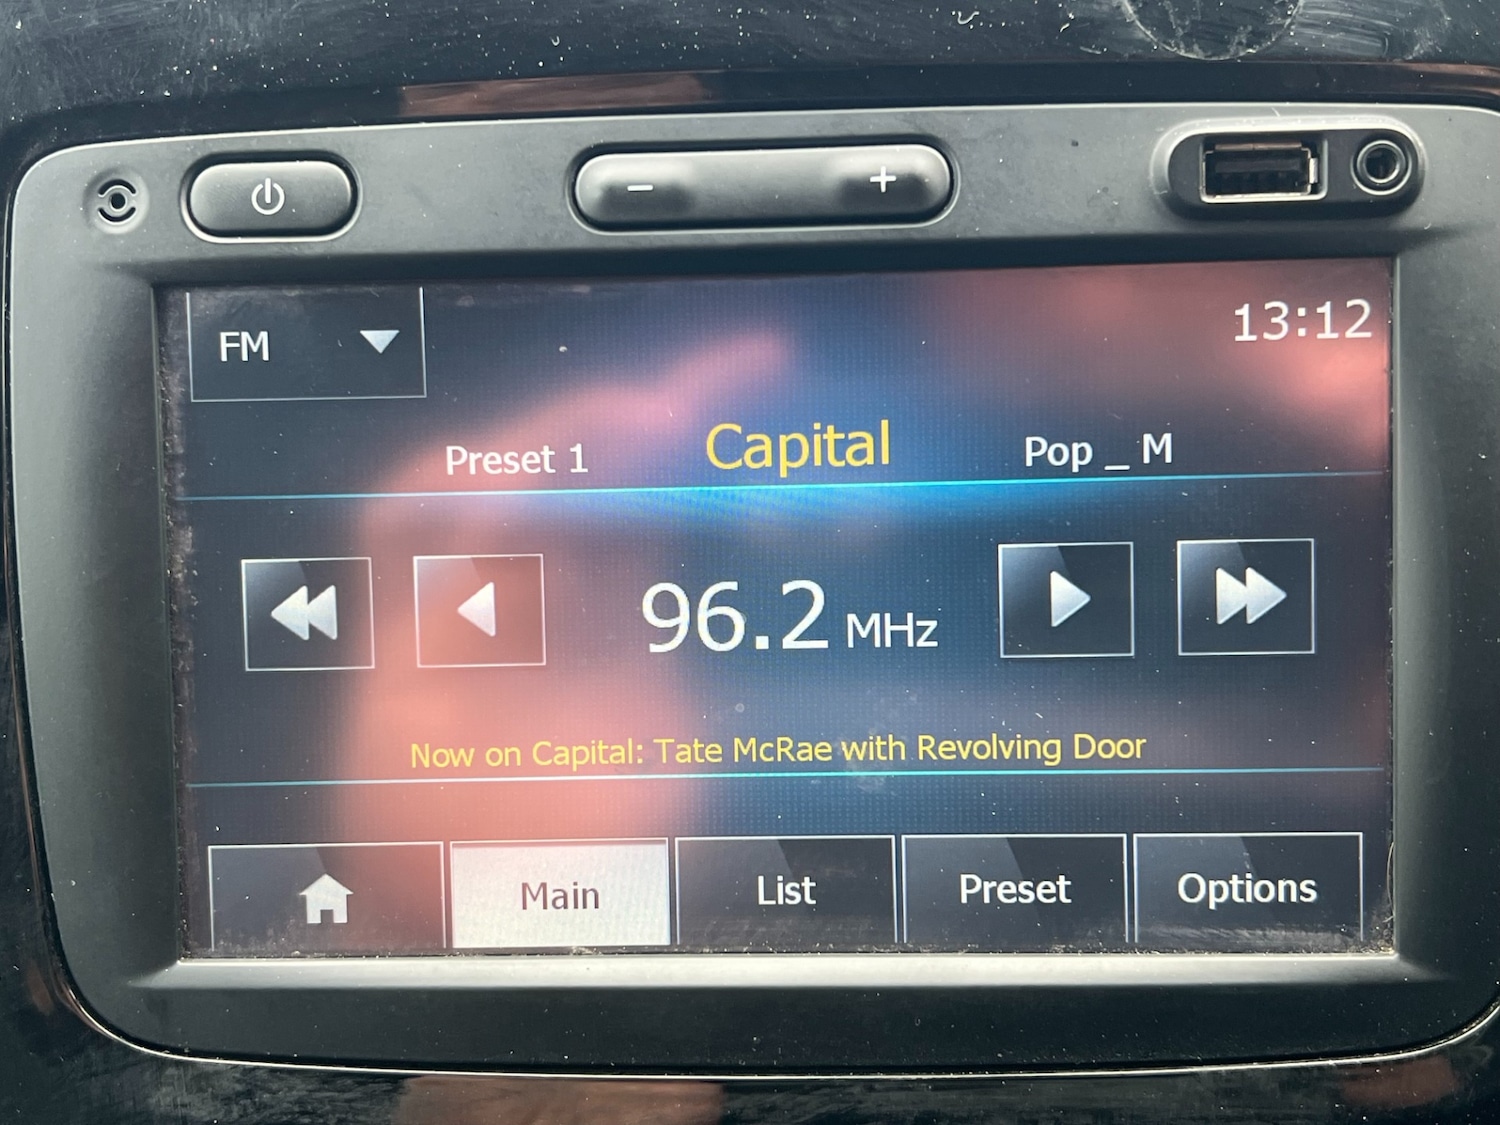 FM
13:12
Preset 1 Capital Pop _ M
96.2 MHz
Now on Capital: Tate McRae with Revolving Door
Main List Preset Options